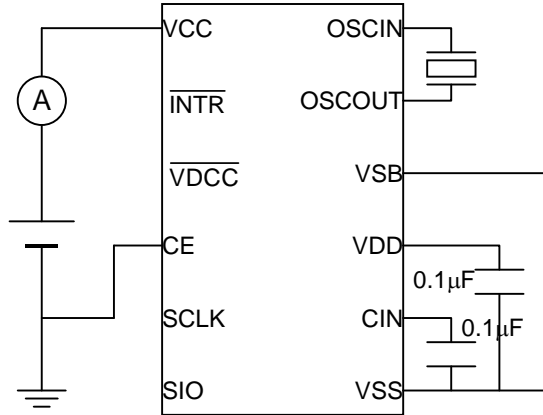 VCC
OSCIN
A
INTR
OSCOUT
VDCC
VSB
CE
VDD
0.1μF
SCLK
CIN
0.1μF
SIO
VSS